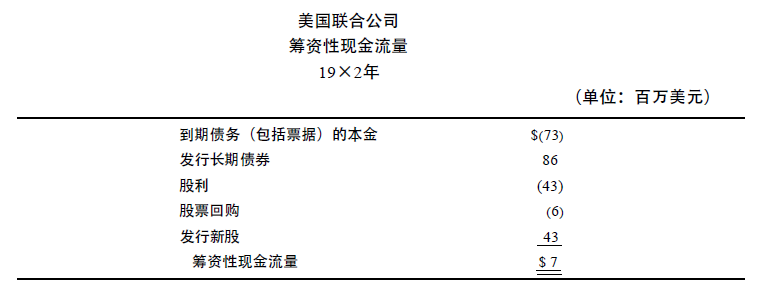 美国联合公司
筹资性现金流量
19×2年
（单位：百万美元）
到期债务（包括票据）的本金 $(73)
发行长期债券 86
股利 (43)
股票回购 (6)
发行新股 43
筹资性现金流量 $ 7